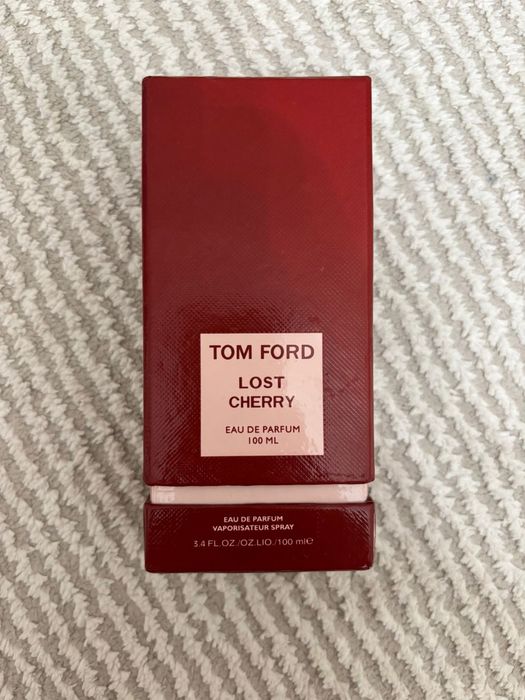 TOM FORD
LOST
CHERRY
EAU DE PARFUM
100 ML
EAU DE PARFUM
VAPORISATEUR SPRAY
3.4 FL.OZ./OZ.LIO./100 ml℮